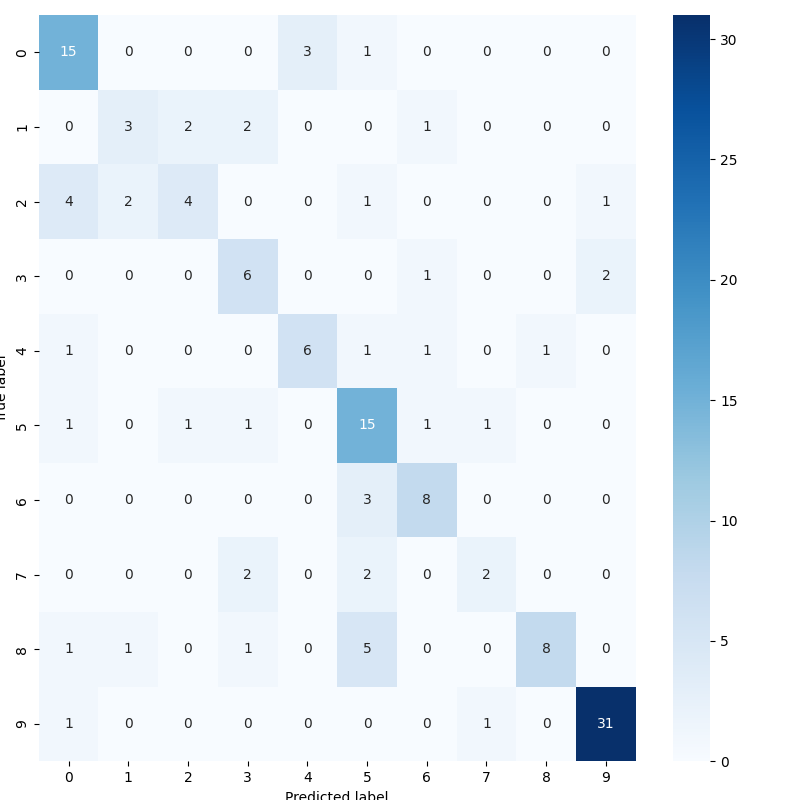 0 15 0 0 0 3 1 0 0 0 0
1 0 3 2 2 0 0 1 0 0 0
2 4 2 4 0 0 1 0 0 0 1
3 0 0 0 6 0 0 1 0 0 2
4 1 0 0 0 6 1 1 0 1 0
5 1 0 1 1 0 15 1 1 0 0
6 0 0 0 0 0 3 8 0 0 0
7 0 0 0 2 0 2 0 2 0 0
8 1 1 0 1 0 5 0 0 8 0
9 1 0 0 0 0 0 0 1 0 31
0 1 2 3 4 5 6 7 8 9
Predicted label
True label
30
25
20
15
10
5
0